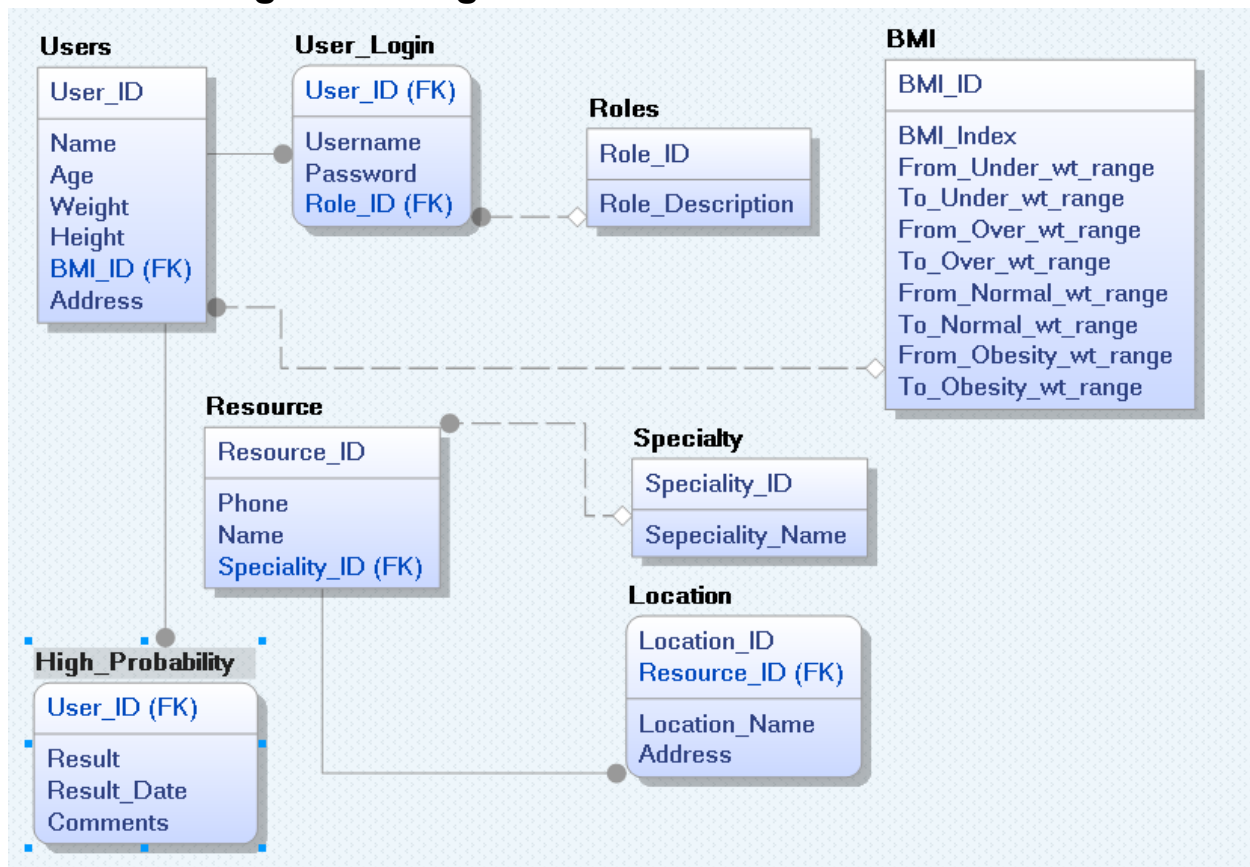 Users
User_ID
Name
Age
Weight
Height
BMI_ID (FK)
Address
User_Login
User_ID (FK)
Username
Password
Role_ID (FK)
Roles
Role_ID
Role_Description
BMI
BMI_ID
BMI_Index
From_Under_wt_range
To_Under_wt_range
From_Over_wt_range
To_Over_wt_range
From_Normal_wt_range
To_Normal_wt_range
From_Obesity_wt_range
To_Obesity_wt_range
Resource
Resource_ID
Phone
Name
Speciality_ID (FK)
Specialty
Speciality_ID
Sepeciality_Name
Location
Location_ID
Resource_ID (FK)
Location_Name
Address
High_Probability
User_ID (FK)
Result
Result_Date
Comments